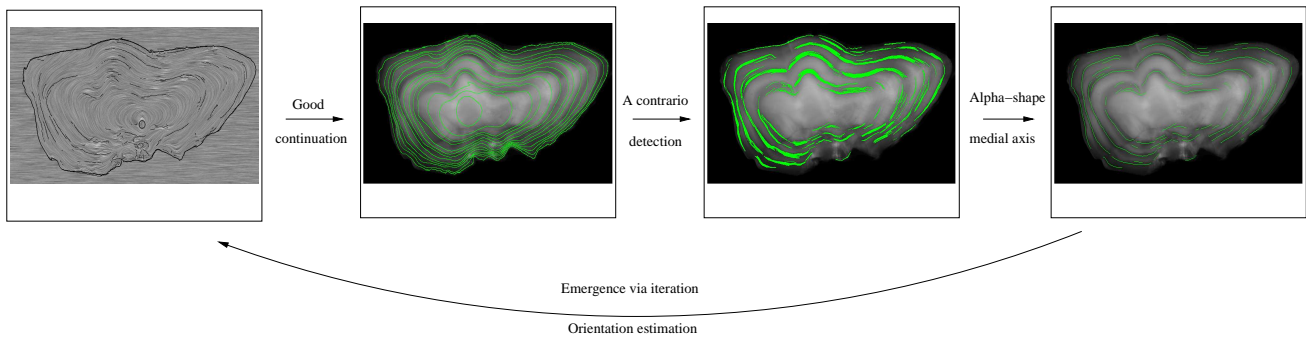 Good
continuation
A contrario
detection
Alpha−shape
medial axis
Emergence via iteration
Orientation estimation